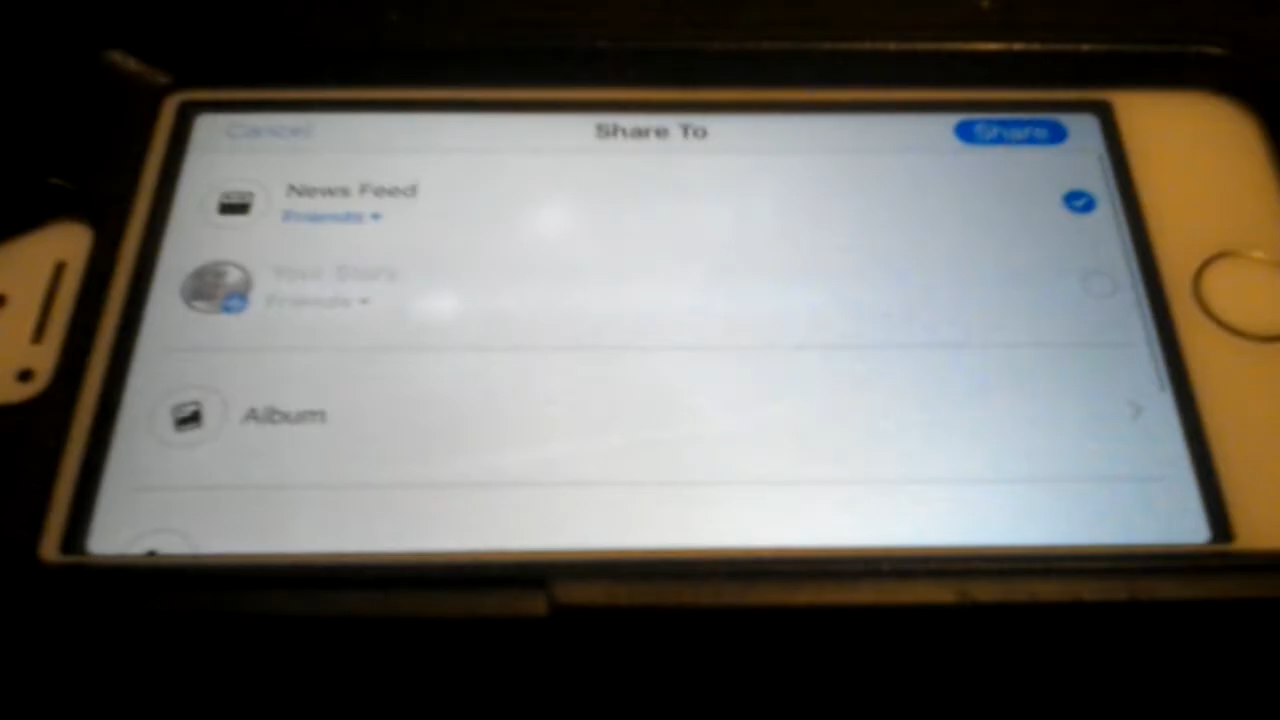 Cancel
Share To
Share
News Feed
Friends
Your Story
Friends
Album